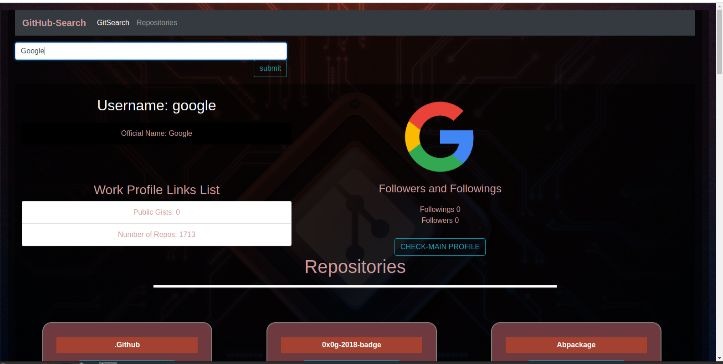 GitHub-Search GitSearch Repositories
Google
submit
Username: google
Official Name: Google
Work Profile Links List
Public Gists: 0
Number of Repos: 1713
Followers and Followings
Followings 0
Followers 0
CHECK-MAIN PROFILE
Repositories
.Github
0x0g-2018-badge
Abpackage